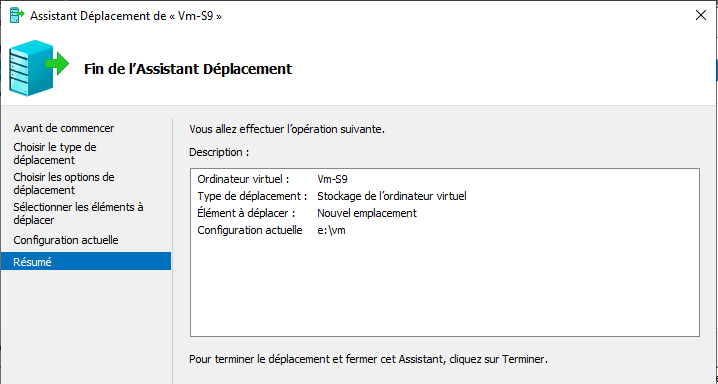 Assistant Déplacement de « Vm-S9 »
Fin de l'Assistant Déplacement
Avant de commencer
Choisir le type de
déplacement
Choisir les options de
déplacement
Sélectionner les éléments à
déplacer
Configuration actuelle
Résumé
Vous allez effectuer l'opération suivante.
Description :
Ordinateur virtuel : Vm-S9
Type de déplacement : Stockage de l'ordinateur virtuel
Élément à déplacer : Nouvel emplacement
Configuration actuelle e:\vm
Pour terminer le déplacement et fermer cet Assistant, cliquez sur Terminer.